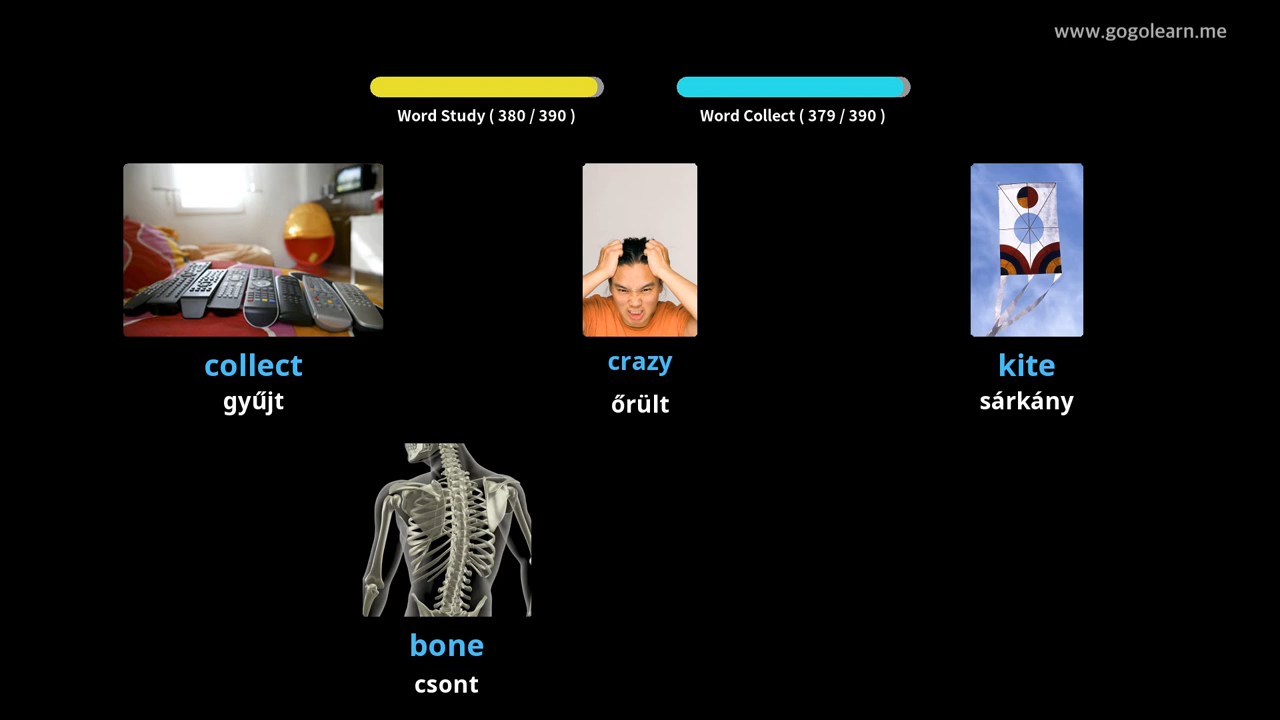 www.gogolearn.me
Word Study ( 380 / 390 )
Word Collect ( 379 / 390 )
collect
gyűjt
crazy
őrült
kite
sárkány
bone
csont